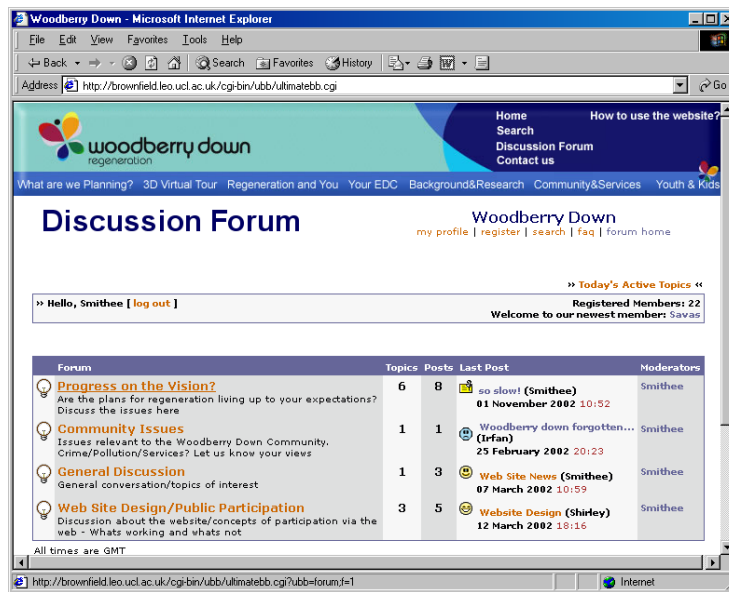 Woodberry Down - Microsoft Internet Explorer
File Edit View Favorites Tools Help
Back Search Favorites History
Address http://brownfield.leo.ucl.ac.uk/cgi-bin/ubb/ultimatebb.cgi Go
Home How to use the website?
Search
Discussion Forum
Contact us
woodberry down
regeneration
What are we Planning? 3D Virtual Tour Regeneration and You Your EDC Background&Research Community&Services Youth & Kids
Discussion Forum
Woodberry Down
my profile | register | search | faq | forum home
›› Today's Active Topics ‹‹
›› Hello, Smithee [ log out ]
Registered Members: 22
Welcome to our newest member: Savas
Forum Topics Posts Last Post Moderators
Progress on the Vision? 6 8 so slow! (Smithee) Smithee
Are the plans for regeneration living up to your expectations?
Discuss the issues here
01 November 2002 10:52
Community Issues 1 1 Woodberry down forgotten... Smithee
(Irfan)
Issues relevant to the Woodberry Down Community.
Crime/Pollution/Services? Let us know your views
25 February 2002 20:23
General Discussion 1 3 Web Site News (Smithee) Smithee
General conversation/topics of interest
07 March 2002 10:59
Web Site Design/Public Participation 3 5 Website Design (Shirley) Smithee
Discussion about the website/concepts of participation via the
web - Whats working and whats not
12 March 2002 18:16
All times are GMT
http://brownfield.leo.ucl.ac.uk/cgi-bin/ubb/ultimatebb.cgi?ubb=forum;f=1 Internet